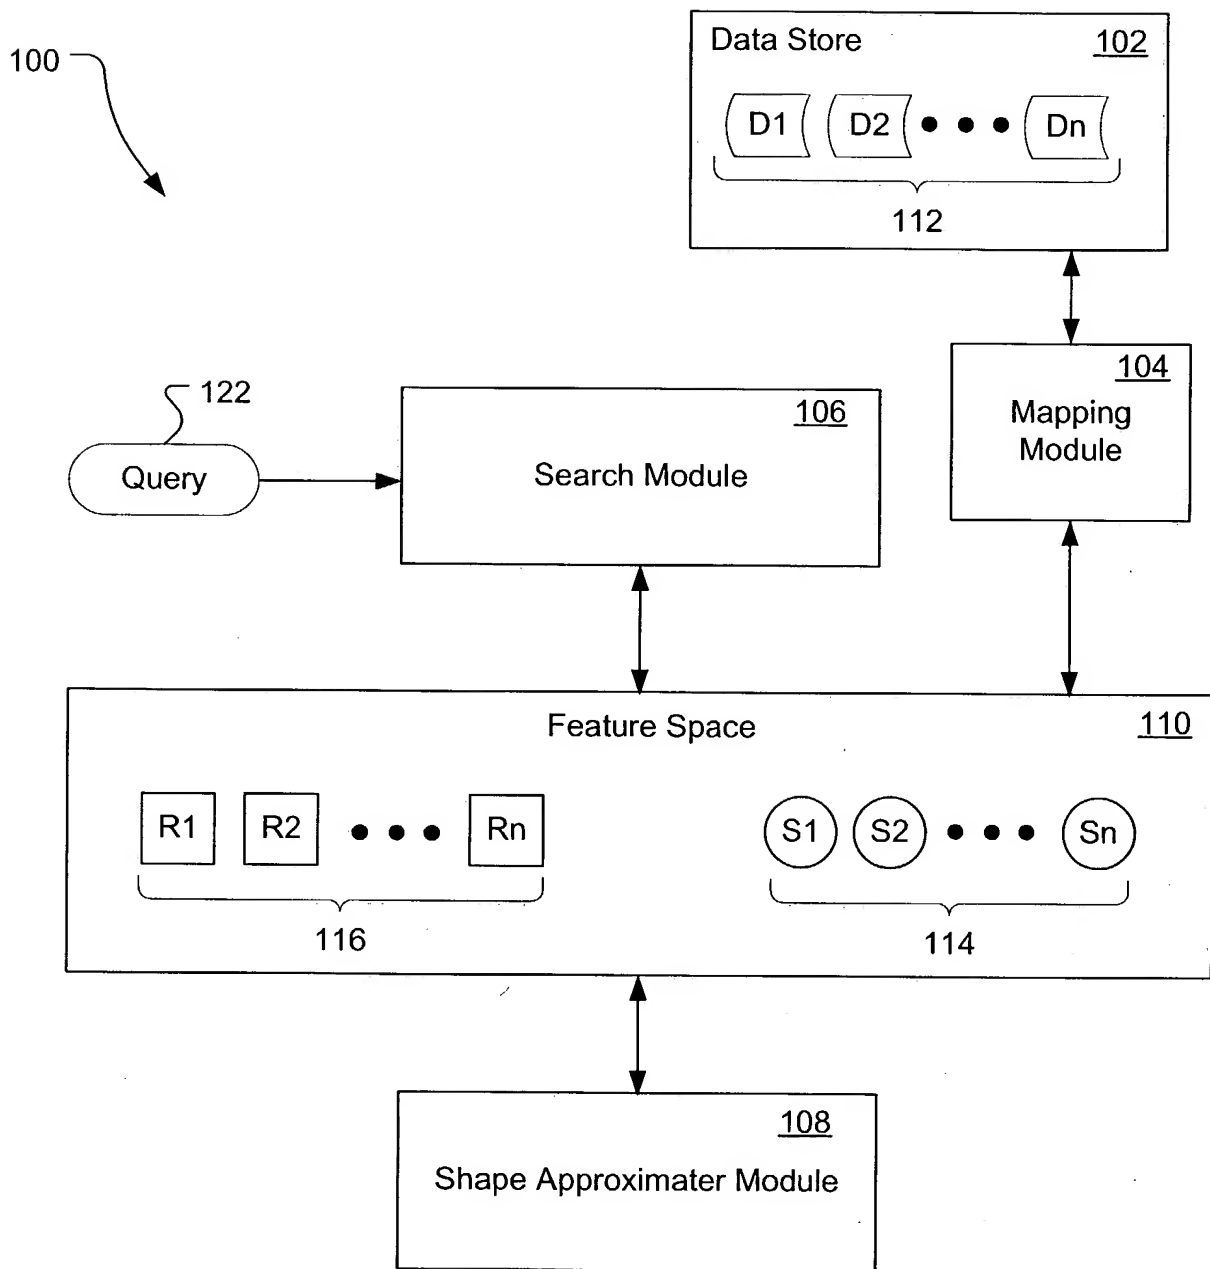 100
Data Store 102
D1 D2 Dn
112
122
Query
106
Search Module
104
Mapping
Module
Feature Space 110
R1 R2 Rn
S1 S2 Sn
116
114
108
Shape Approximater Module